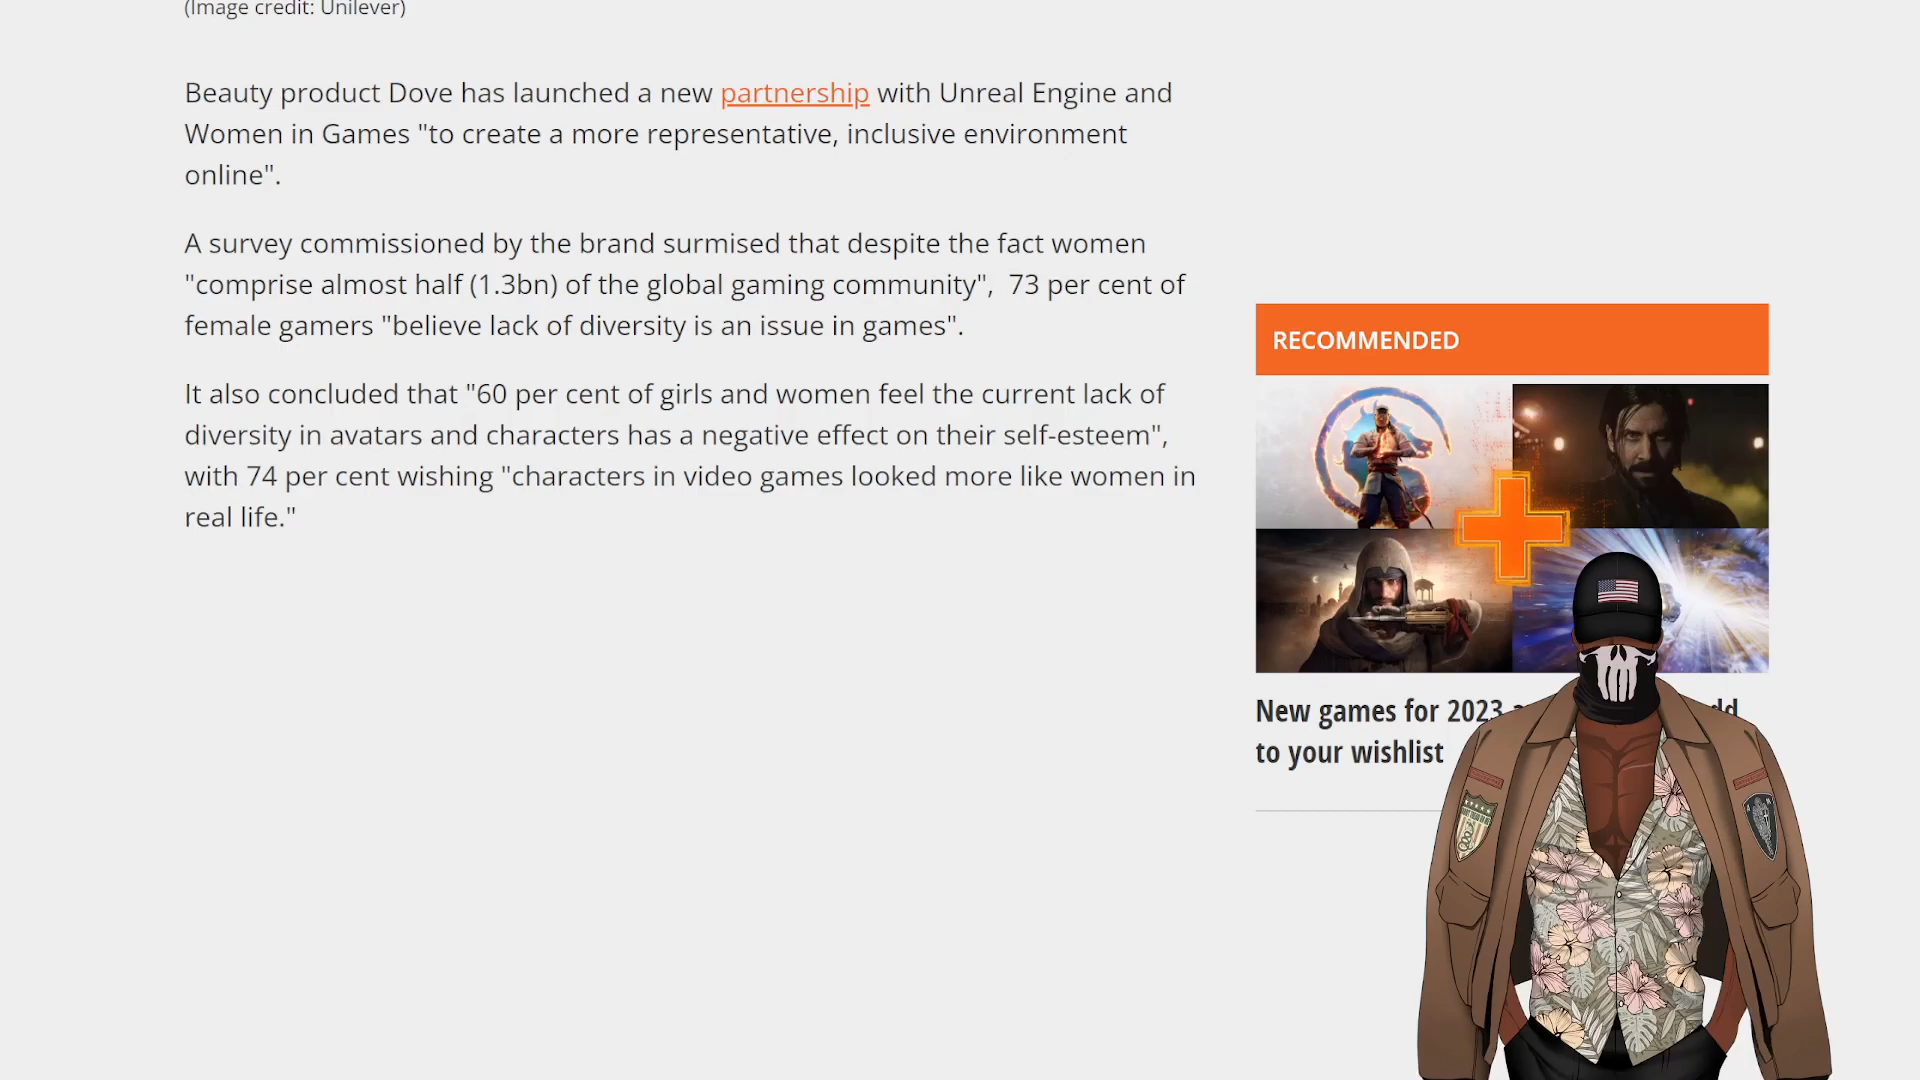 (Image credit: Unilever)
Beauty product Dove has launched a new partnership with Unreal Engine and
Women in Games "to create a more representative, inclusive environment
online".
A survey commissioned by the brand surmised that despite the fact women
"comprise almost half (1.3bn) of the global gaming community",  73 per cent of
female gamers "believe lack of diversity is an issue in games".
It also concluded that "60 per cent of girls and women feel the current lack of
diversity in avatars and characters has a negative effect on their self-esteem",
with 74 per cent wishing "characters in video games looked more like women in
real life."
RECOMMENDED
New games for 2023
to your wishlist